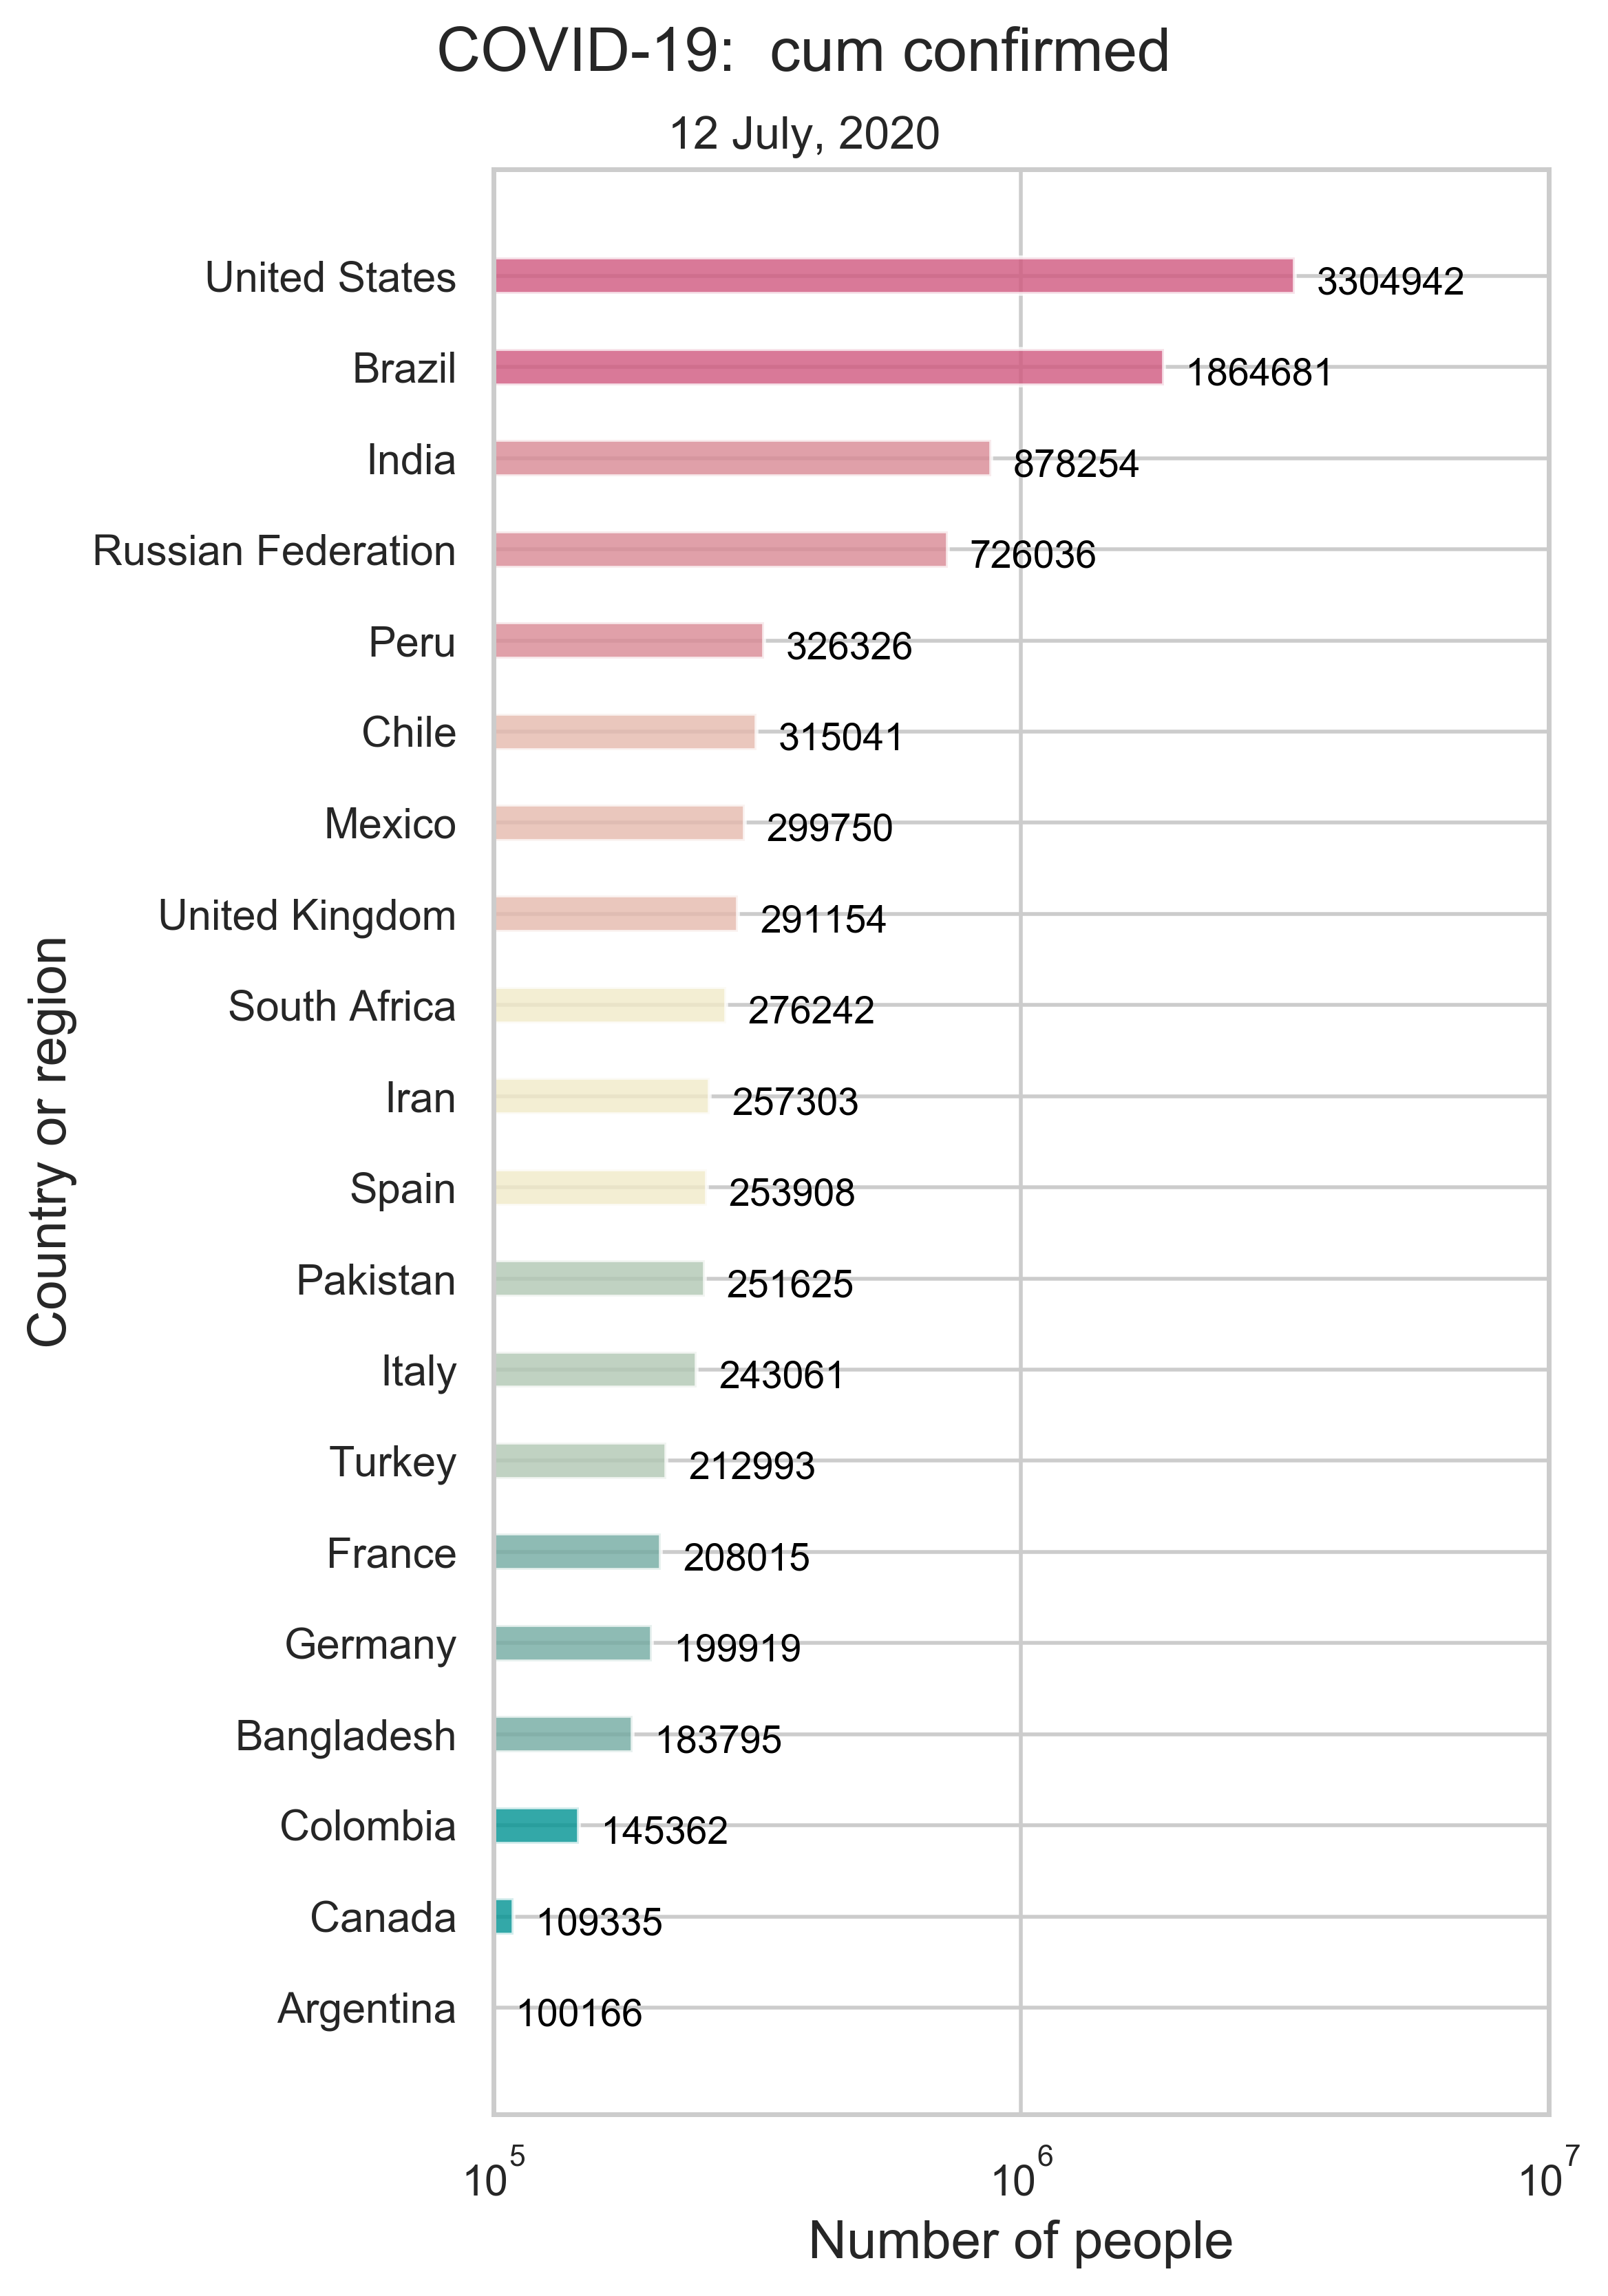 COVID-19:  cum confirmed
12 July, 2020
United States 3304942
Brazil 1864681
India 878254
Russian Federation 726036
Peru 326326
Chile 315041
Mexico 299750
United Kingdom 291154
South Africa 276242
Iran 257303
Spain 253908
Pakistan 251625
Italy 243061
Turkey 212993
France 208015
Germany 199919
Bangladesh 183795
Colombia 145362
Canada 109335
Argentina 100166
Country or region
10^5 10^6 10^7
Number of people